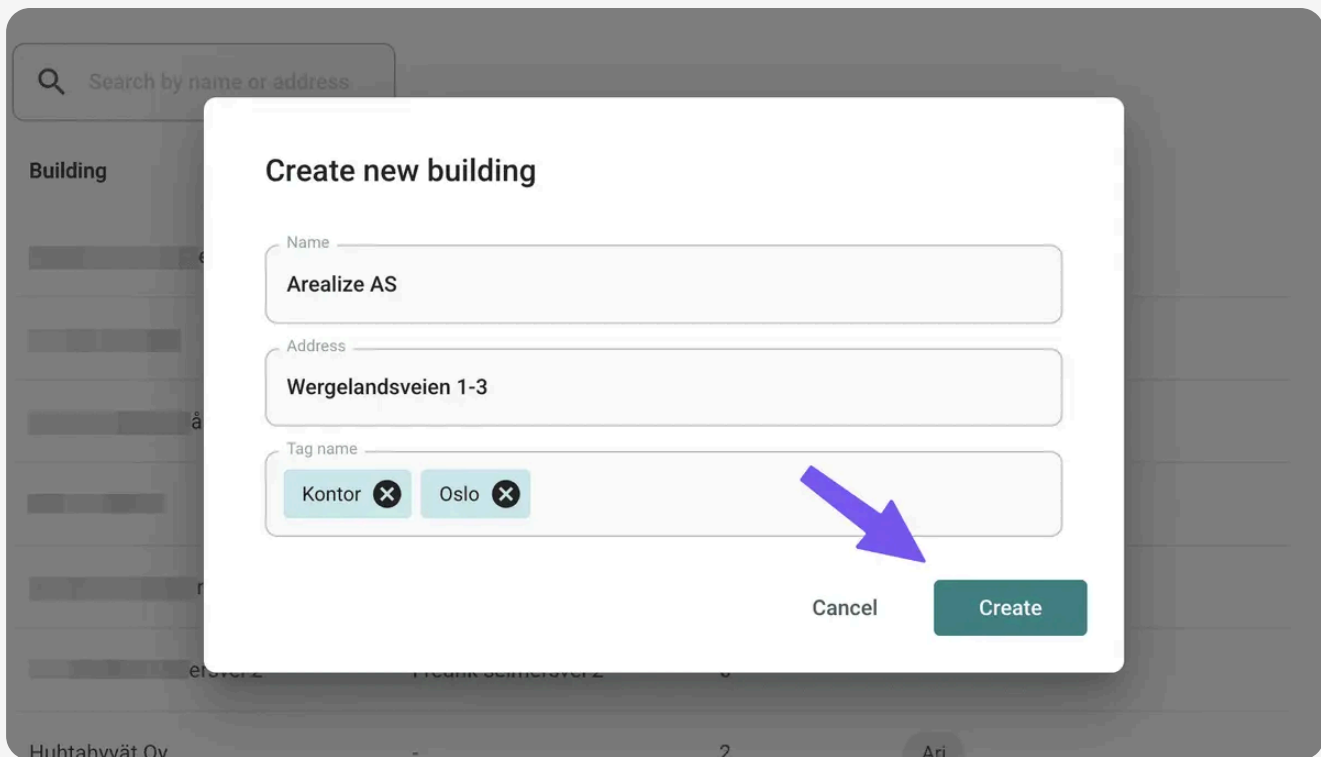 Search by name or address
Building
Create new building
Name
Arealize AS
Address
Wergelandsveien 1-3
Tag name
Kontor Oslo
Cancel Create
Huhtahyvät Oy - 2 Ari